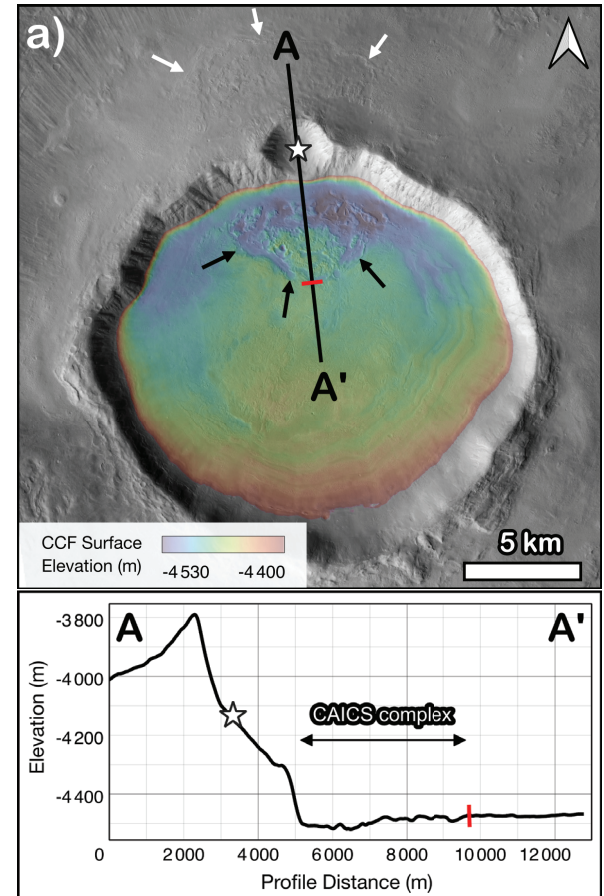 a)
A
A'
CCF Surface
Elevation (m)
-4 530
-4 400
5 km
A
A'
CAICS complex
Elevation (m)
-3 800
-4 000
-4 200
-4 400
0
2 000
4 000
6 000
8 000
10 000
12 000
Profile Distance (m)